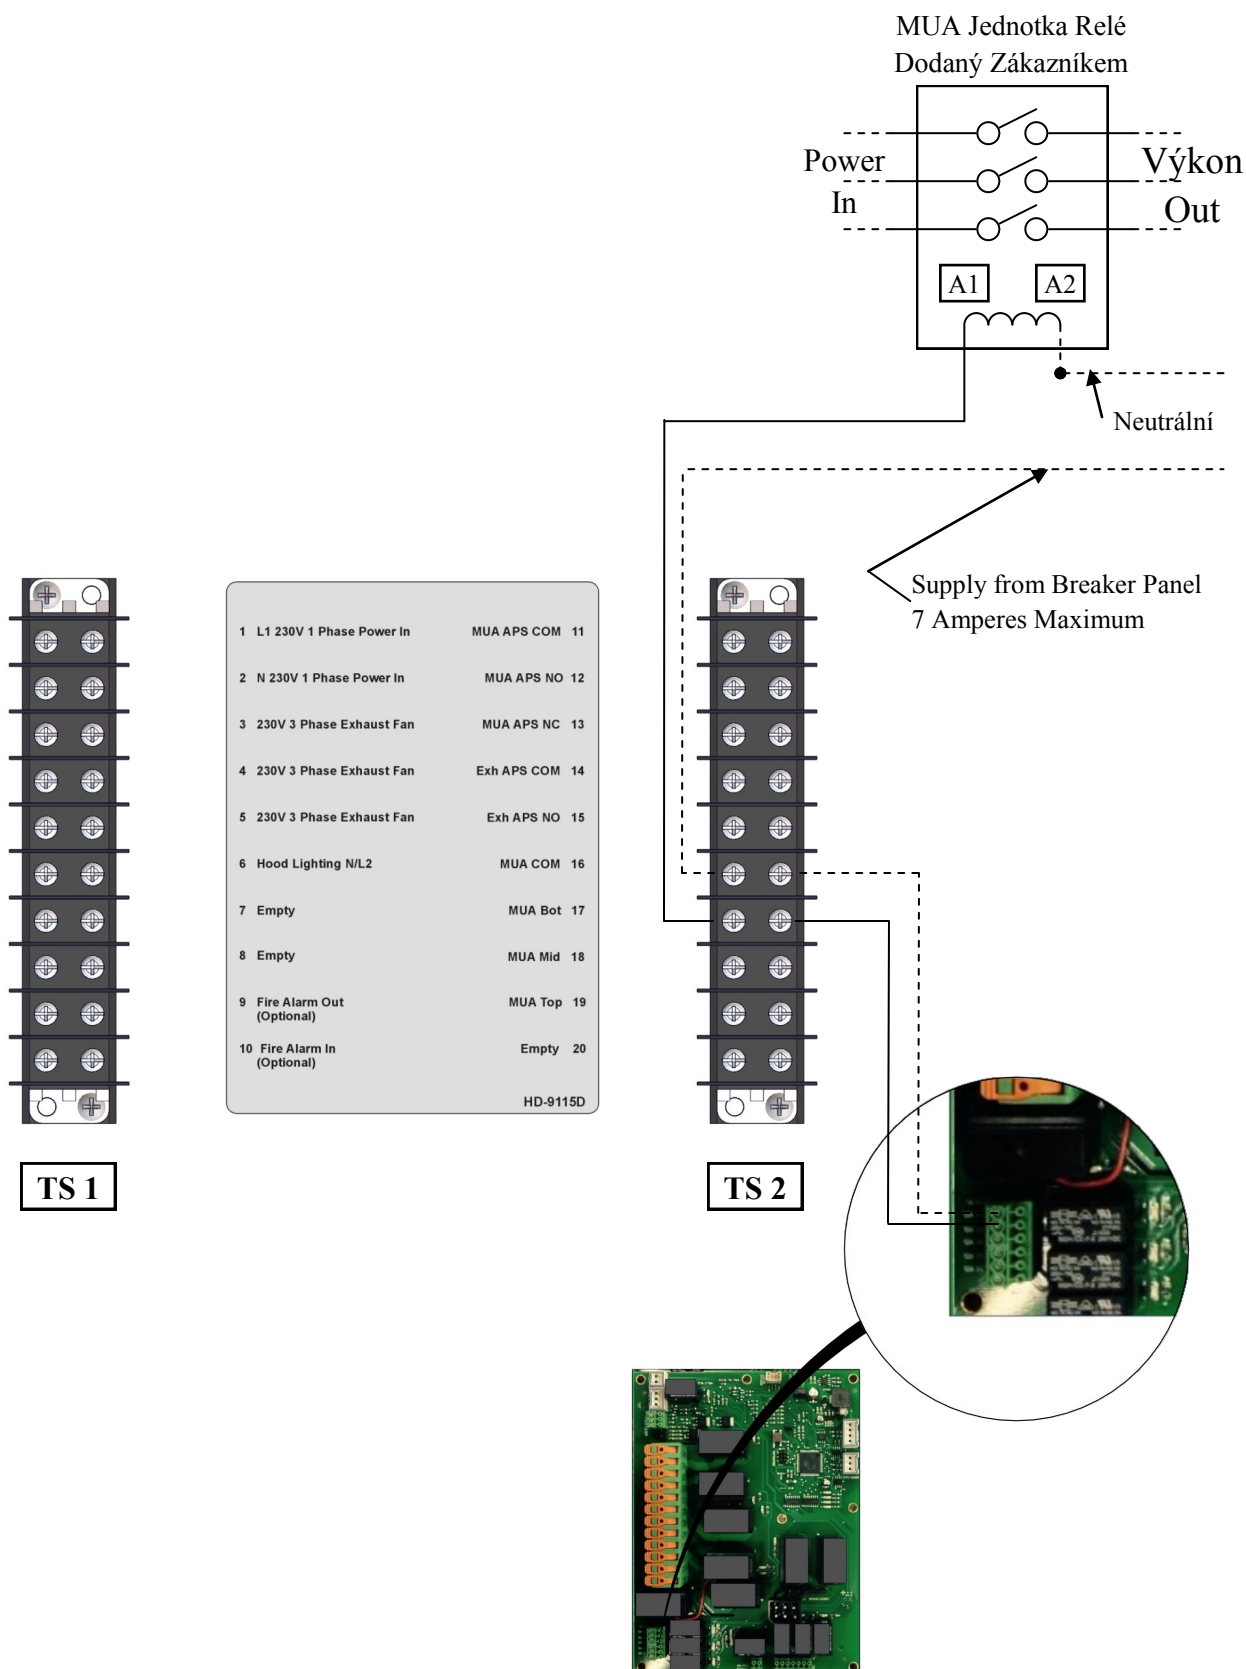 MUA Jednotka Relé
Dodaný Zákazníkem
Power
In
Výkon
Out
A1
A2
Neutrální
Supply from Breaker Panel
7 Amperes Maximum
1 L1 230V 1 Phase Power In
MUA APS COM 11
2 N 230V 1 Phase Power In
MUA APS NO 12
3 230V 3 Phase Exhaust Fan
MUA APS NC 13
4 230V 3 Phase Exhaust Fan
Exh APS COM 14
5 230V 3 Phase Exhaust Fan
Exh APS NO 15
6 Hood Lighting N/L2
MUA COM 16
7 Empty
MUA Bot 17
8 Empty
MUA Mid 18
9 Fire Alarm Out
(Optional)
MUA Top 19
10 Fire Alarm In
(Optional)
Empty 20
HD-9115D
TS 1
TS 2